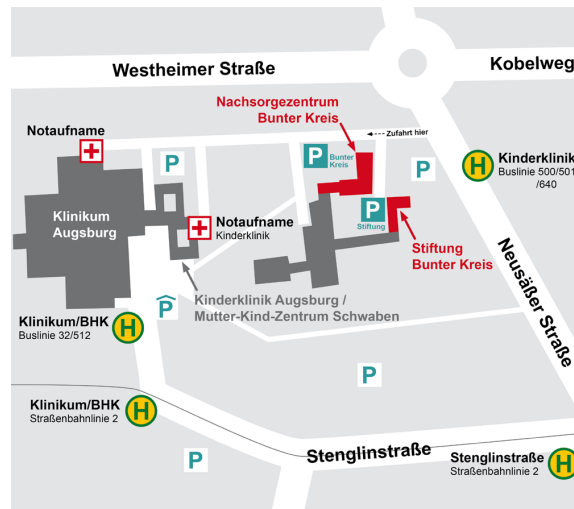 Westheimer Straße
Kobelweg
Nachsorgezentrum
Bunter Kreis
Zufahrt hier
Notaufname
P
P
Bunter
Kreis
P
H
Kinderklinik
Buslinie 500/501
/640
Klinikum
Augsburg
Notaufname
Kinderklinik
P
Stiftung
Stiftung
Bunter Kreis
Neusäßer Straße
Kinderklinik Augsburg /
Mutter-Kind-Zentrum Schwaben
P
Klinikum/BHK
Buslinie 32/512
H
P
Klinikum/BHK
Straßenbahnlinie 2
H
P
Stenglinstraße
Stenglinstraße
Straßenbahnlinie 2
H